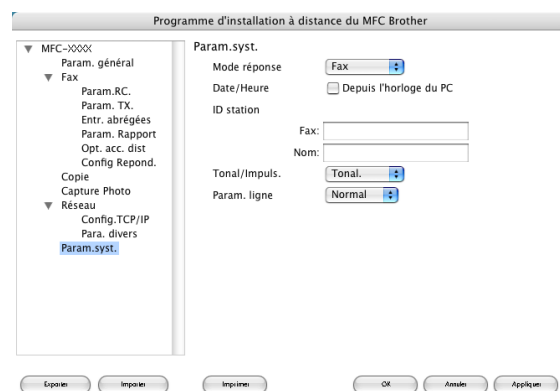 Programme d'installation à distance du MFC Brother
MFC-XXXX
Param. général
Fax
Param.RC.
Param. TX.
Entr. abrégées
Param. Rapport
Opt. acc. dist
Config Repond.
Copie
Capture Photo
Réseau
Config.TCP/IP
Para. divers
Param.syst.
Param.syst.
Mode réponse Fax
Date/Heure Depuis l'horloge du PC
ID station
Fax:
Nom:
Tonal/Impuls. Tonal.
Param. ligne Normal
Exporter Importer Imprimer OK Annuler Appliquer